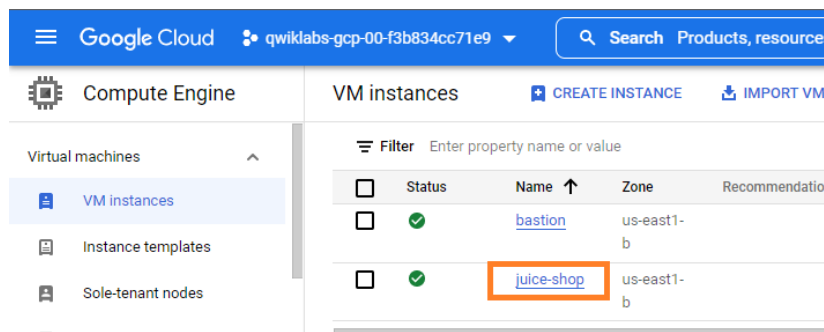 Google Cloud qwiklabs-gcp-00-f3b834cc71e9 Search Products, resource
Compute Engine VM instances CREATE INSTANCE IMPORT VM
Virtual machines Filter Enter property name or value
Status Name Zone Recommendatio
VM instances bastion us-east1-
b
Instance templates
juice-shop us-east1-
Sole-tenant nodes b